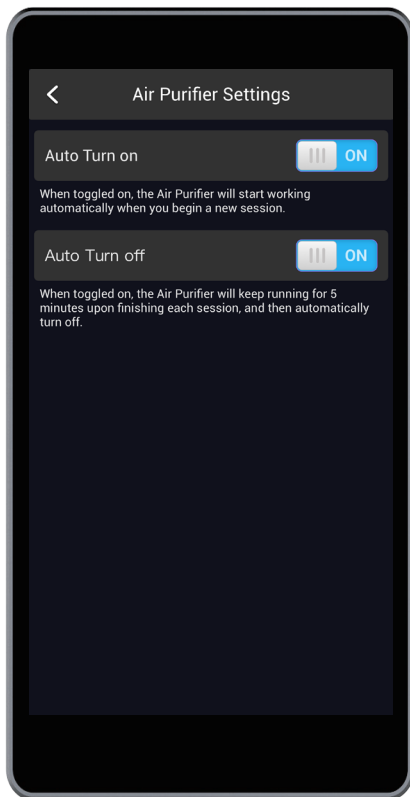 Air Purifier Settings
Auto Turn on
ON
When toggled on, the Air Purifier will start working
automatically when you begin a new session.
Auto Turn off
ON
When toggled on, the Air Purifier will keep running for 5
minutes upon finishing each session, and then automatically
turn off.